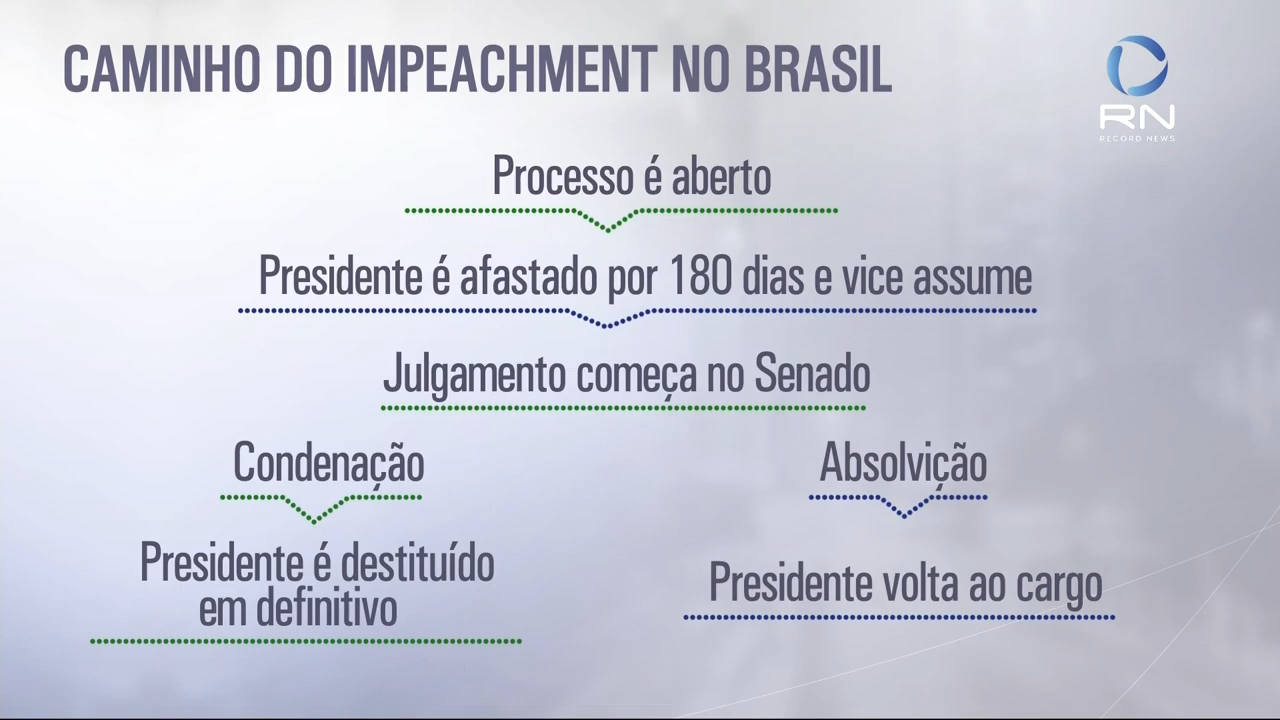 CAMINHO DO IMPEACHMENT NO BRASIL
RN
RECORD NEWS
Processo é aberto
Presidente é afastado por 180 dias e vice assume
Julgamento começa no Senado
Condenação
Absolvição
Presidente é destituído
em definitivo
Presidente volta ao cargo